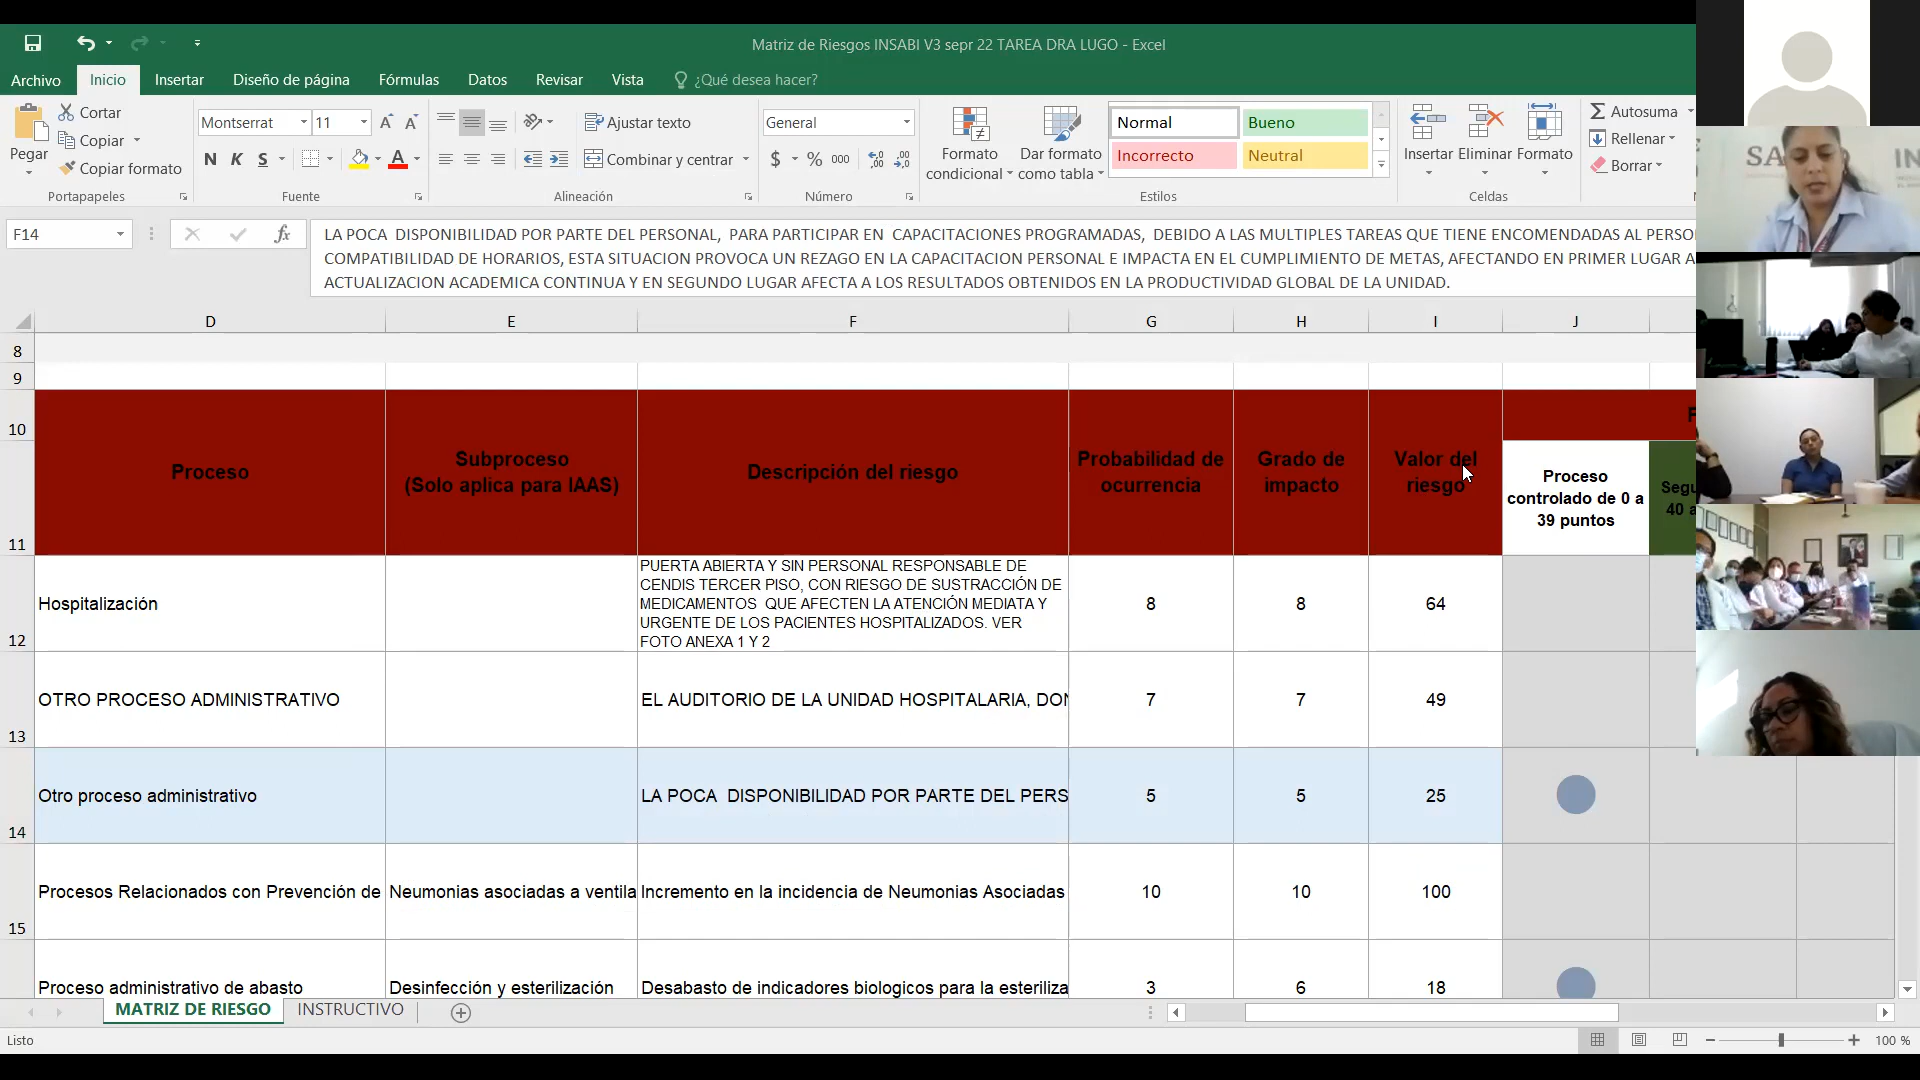 Matriz de Riesgos INSABI V3 sepr 22 TAREA DRA LUGO - Excel
Archivo Inicio Insertar Diseño de página Fórmulas Datos Revisar Vista ¿Qué desea hacer?
Pegar
Cortar
Copiar
Copiar formato
Portapapeles
Montserrat 11
N K S
Fuente
Ajustar texto
Combinar y centrar
Alineación
General
$ % 000
Número
Formato condicional
Dar formato como tabla
Normal Bueno
Incorrecto Neutral
Estilos
Insertar Eliminar Formato
Celdas
Autosuma
Rellenar
Borrar
F14
fx
LA POCA DISPONIBILIDAD POR PARTE DEL PERSONAL, PARA PARTICIPAR EN CAPACITACIONES PROGRAMADAS, DEBIDO A LAS MULTIPLES TAREAS QUE TIENE ENCOMENDADAS AL PERSO
COMPATIBILIDAD DE HORARIOS, ESTA SITUACION PROVOCA UN REZAGO EN LA CAPACITACION PERSONAL E IMPACTA EN EL CUMPLIMIENTO DE METAS, AFECTANDO EN PRIMER LUGAR A
ACTUALIZACION ACADEMICA CONTINUA Y EN SEGUNDO LUGAR AFECTA A LOS RESULTADOS OBTENIDOS EN LA PRODUCTIVIDAD GLOBAL DE LA UNIDAD.
D E F G H I J
8
9
10
11
Proceso
Subproceso
(Solo aplica para IAAS)
Descripción del riesgo
Probabilidad de
ocurrencia
Grado de
impacto
Valor del
riesgo
Proceso
controlado de 0 a
39 puntos
Segu
40 a
12
Hospitalización
PUERTA ABIERTA Y SIN PERSONAL RESPONSABLE DE
CENDIS TERCER PISO, CON RIESGO DE SUSTRACCIÓN DE
MEDICAMENTOS QUE AFECTEN LA ATENCIÓN MEDIATA Y
URGENTE DE LOS PACIENTES HOSPITALIZADOS. VER
FOTO ANEXA 1 Y 2
8 8 64
13
OTRO PROCESO ADMINISTRATIVO EL AUDITORIO DE LA UNIDAD HOSPITALARIA, DON 7 7 49
14
Otro proceso administrativo LA POCA DISPONIBILIDAD POR PARTE DEL PERS 5 5 25
15
Procesos Relacionados con Prevención de Neumonias asociadas a ventila Incremento en la incidencia de Neumonias Asociadas 10 10 100
Proceso administrativo de abasto Desinfección y esterilización Desabasto de indicadores biologicos para la esteriliza 3 6 18
MATRIZ DE RIESGO INSTRUCTIVO
Listo
100 %
SA
IN